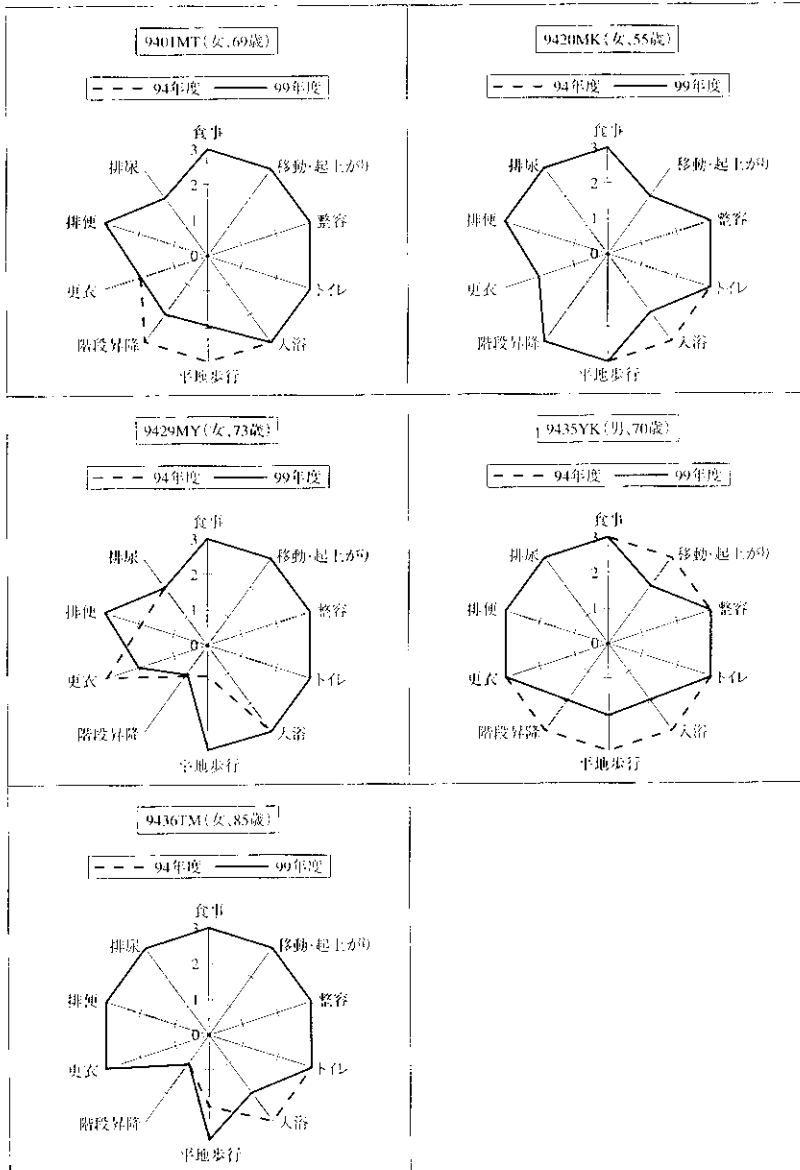 9401MT(女、69歳)
94年度 99年度
食事
移動・起上がり
整容
トイレ
入浴
平地歩行
階段昇降
更衣
排便
排尿
3
2
1
0
9420MK(女、55歳)
94年度 99年度
食事
移動・起上がり
整容
トイレ
入浴
平地歩行
階段昇降
更衣
排便
排尿
3
2
1
0
9429MY(女、73歳)
94年度 99年度
食事
移動・起上がり
整容
トイレ
入浴
平地歩行
階段昇降
更衣
排便
排尿
3
2
1
0
9435YK(男、70歳)
94年度 99年度
食事
移動・起上がり
整容
トイレ
入浴
平地歩行
階段昇降
更衣
排便
排尿
3
2
1
0
9436TM(女、85歳)
94年度 99年度
食事
移動・起上がり
整容
トイレ
入浴
平地歩行
階段昇降
更衣
排便
排尿
3
2
1
0